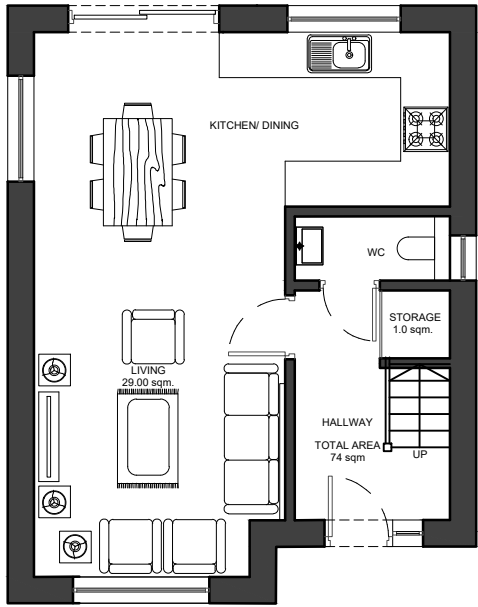 KITCHEN/ DINING
WC
STORAGE
1.0 sqm.
LIVING
29.00 sqm.
HALLWAY
TOTAL AREA
74 sqm
UP